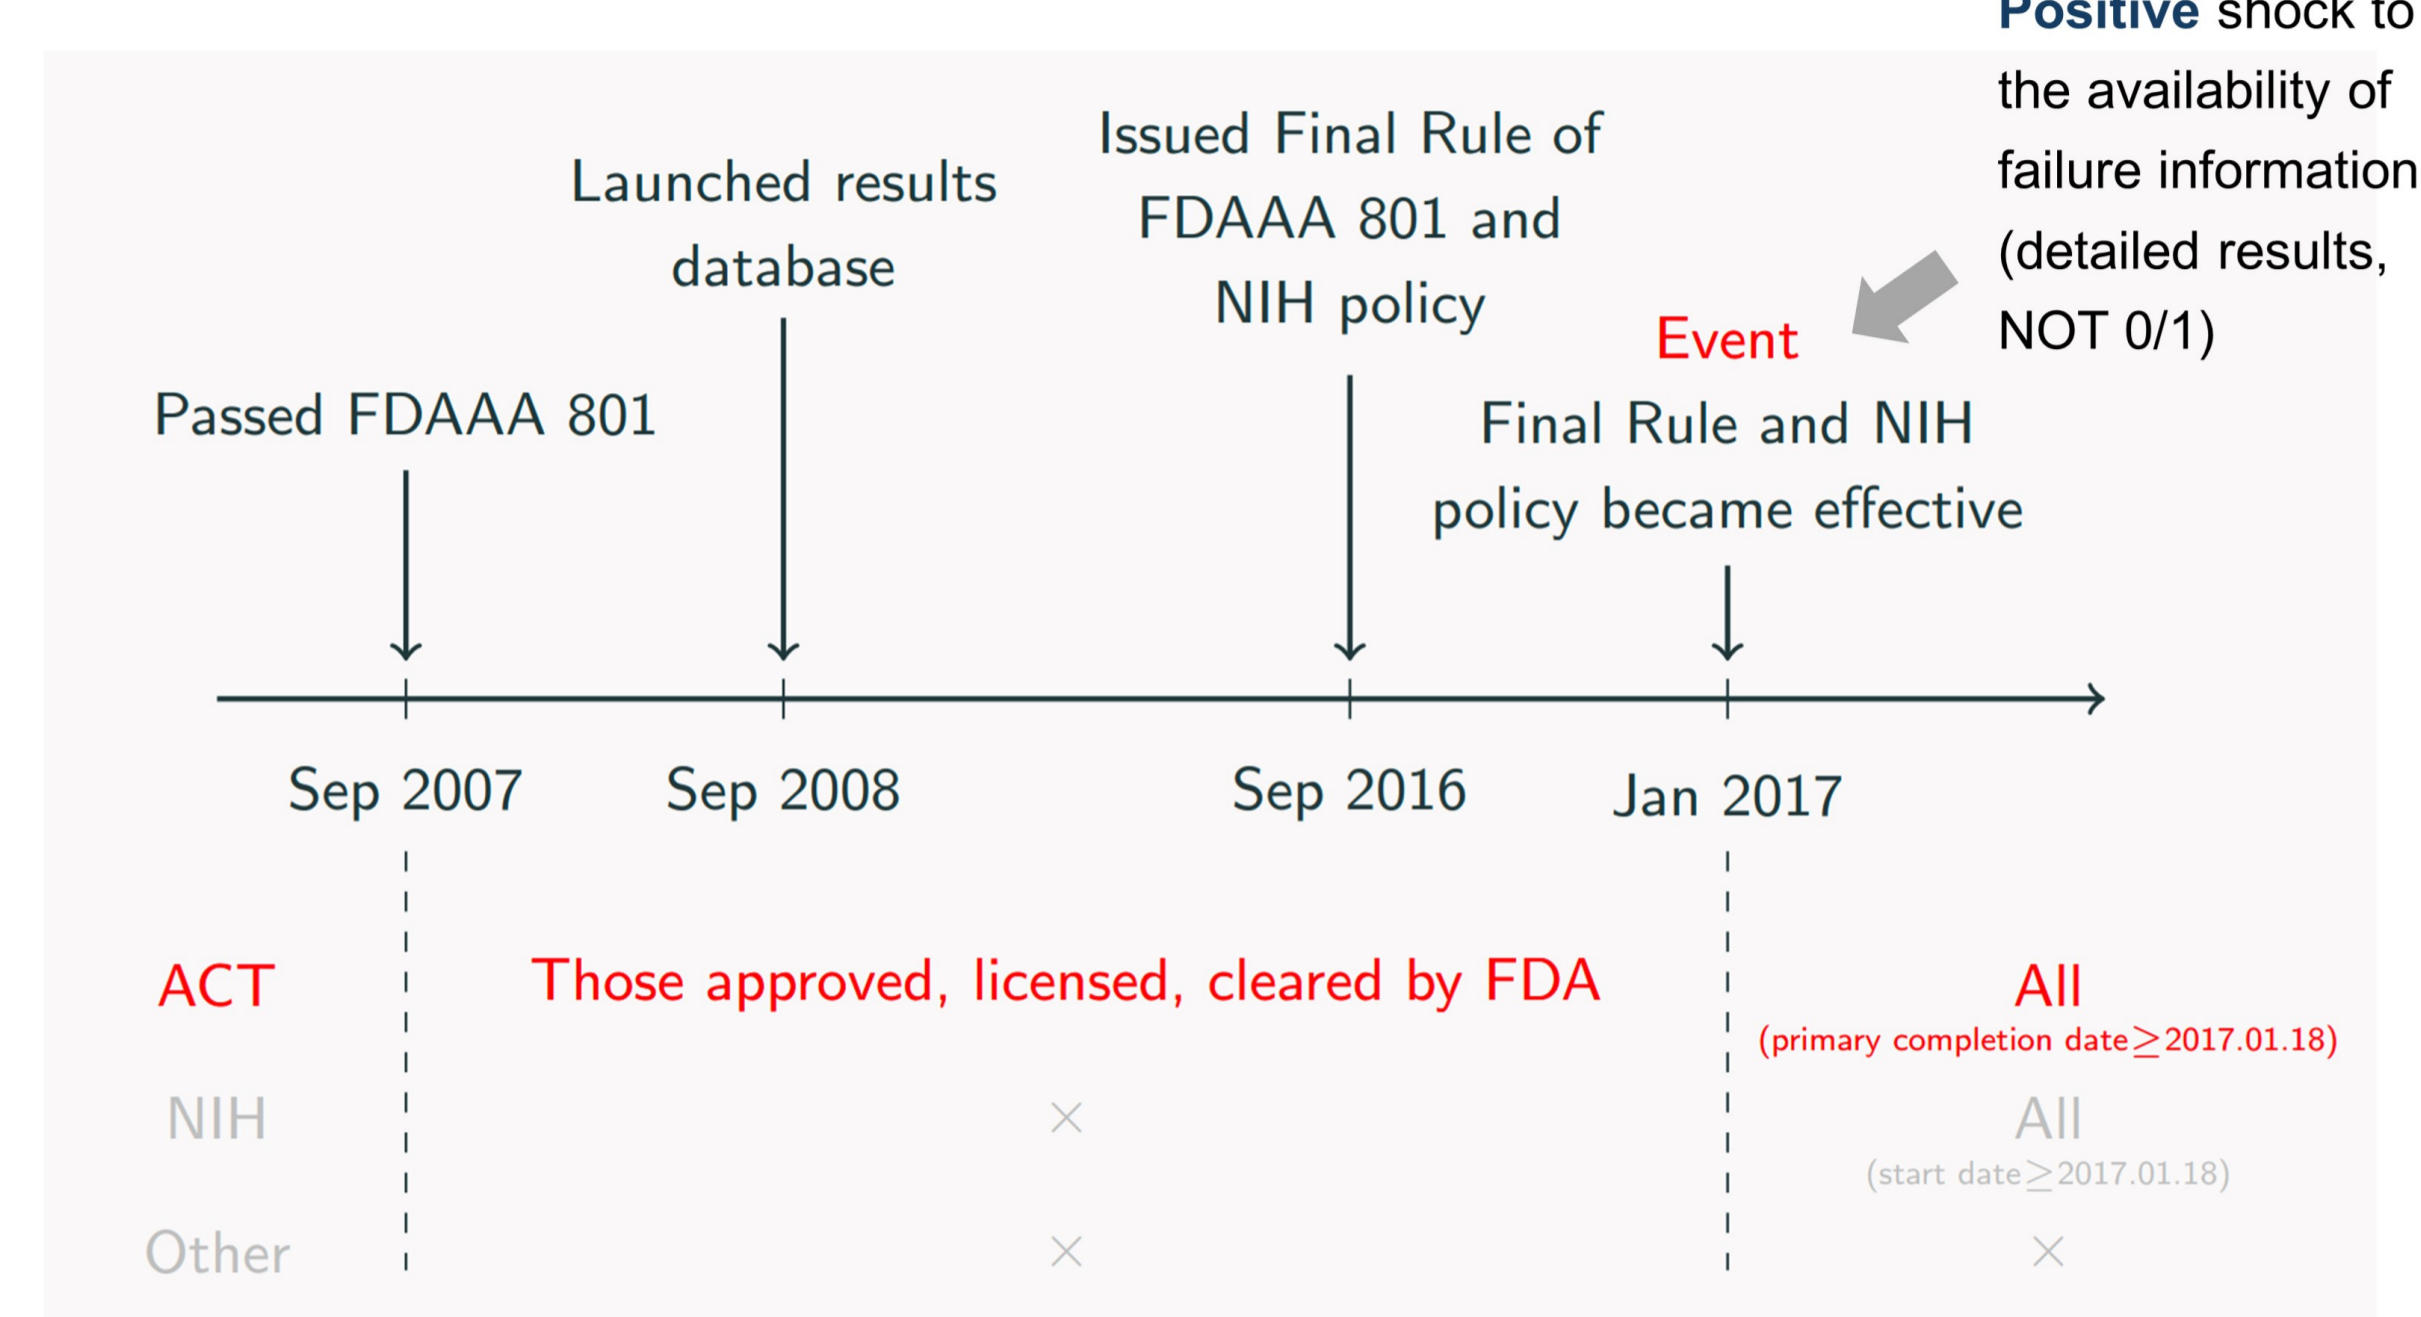 Positive shock to
the availability of
failure information
(detailed results,
NOT 0/1)
Issued Final Rule of
FDAAA 801 and
NIH policy
Launched results
database
Event
Final Rule and NIH
policy became effective
Passed FDAAA 801
Sep 2007
Sep 2008
Sep 2016
Jan 2017
ACT
Those approved, licensed, cleared by FDA
All
(primary completion date≥2017.01.18)
NIH
×
All
(start date≥2017.01.18)
Other
×
×